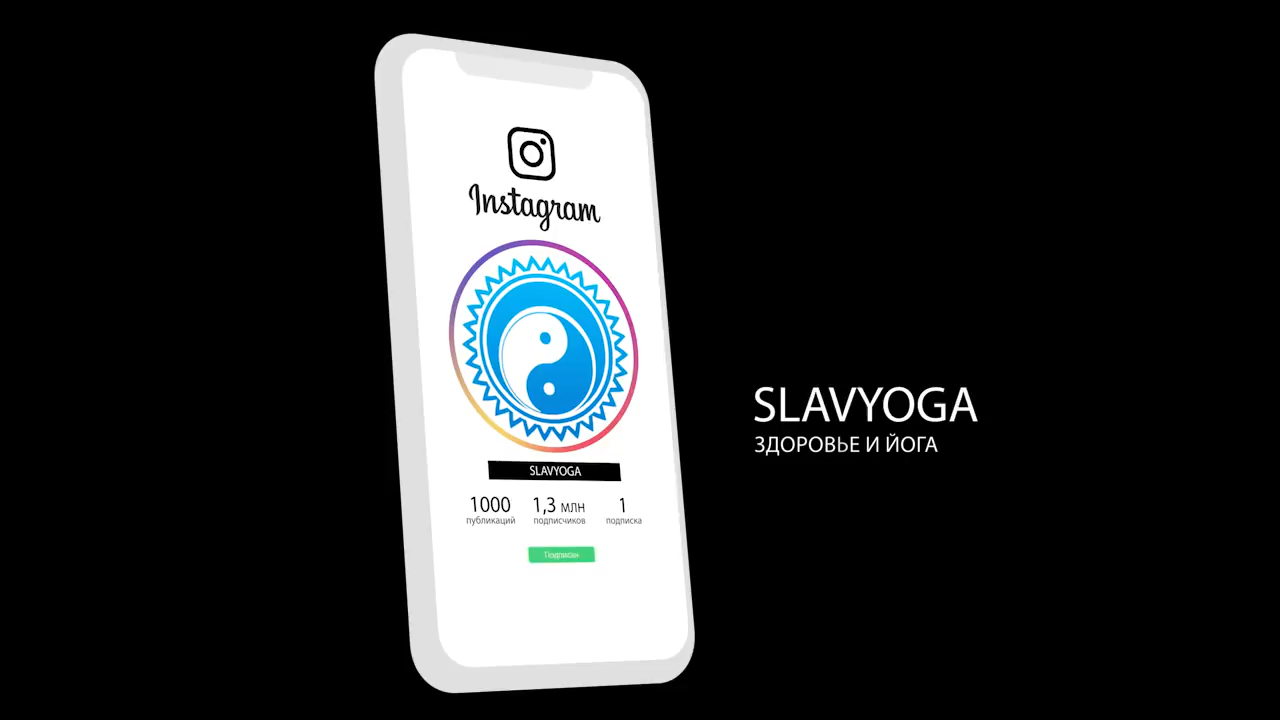 Instagram
SLAVYOGA
1000 1,3 млн 1
публикаций подписчиков подписка
Подписан
SLAVYOGA
ЗДОРОВЬЕ И ЙОГА